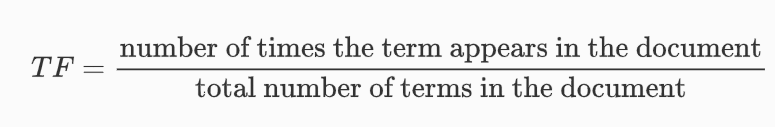 TF = number of times the term appears in the document
total number of terms in the document